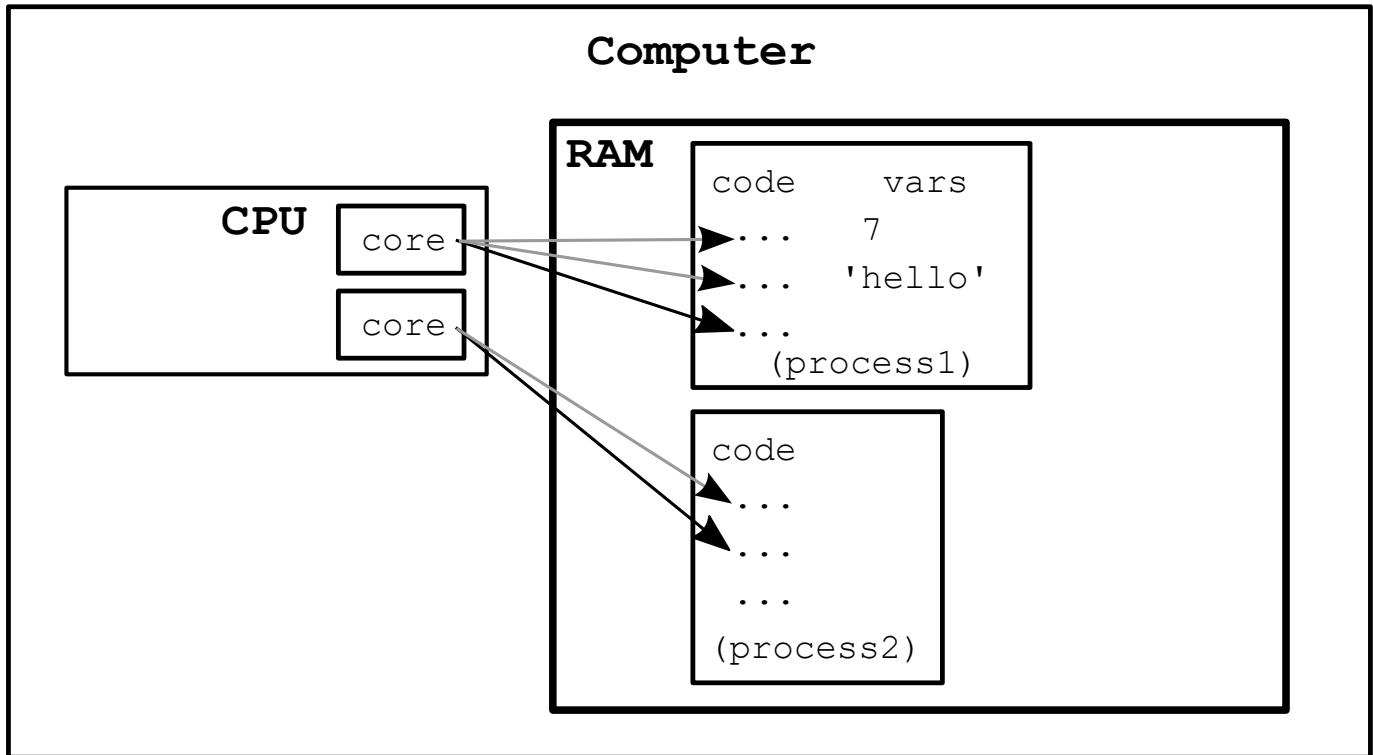 Computer
CPU
core
core
RAM
code vars
... 7
... 'hello'
...
(process1)
code
...
...
...
(process2)